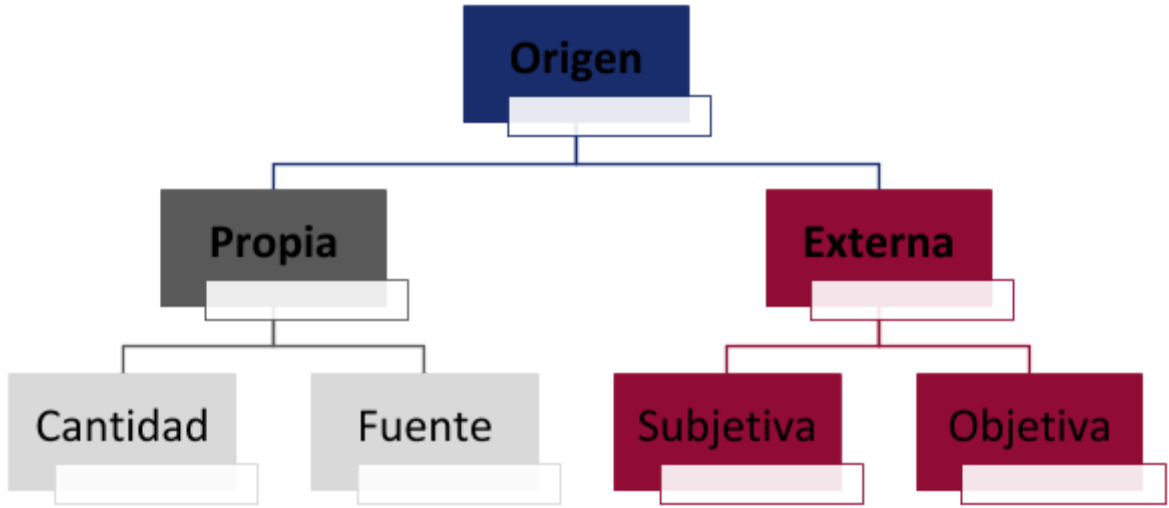 Origen
Propia
Externa
Cantidad
Fuente
Subjetiva
Objetiva